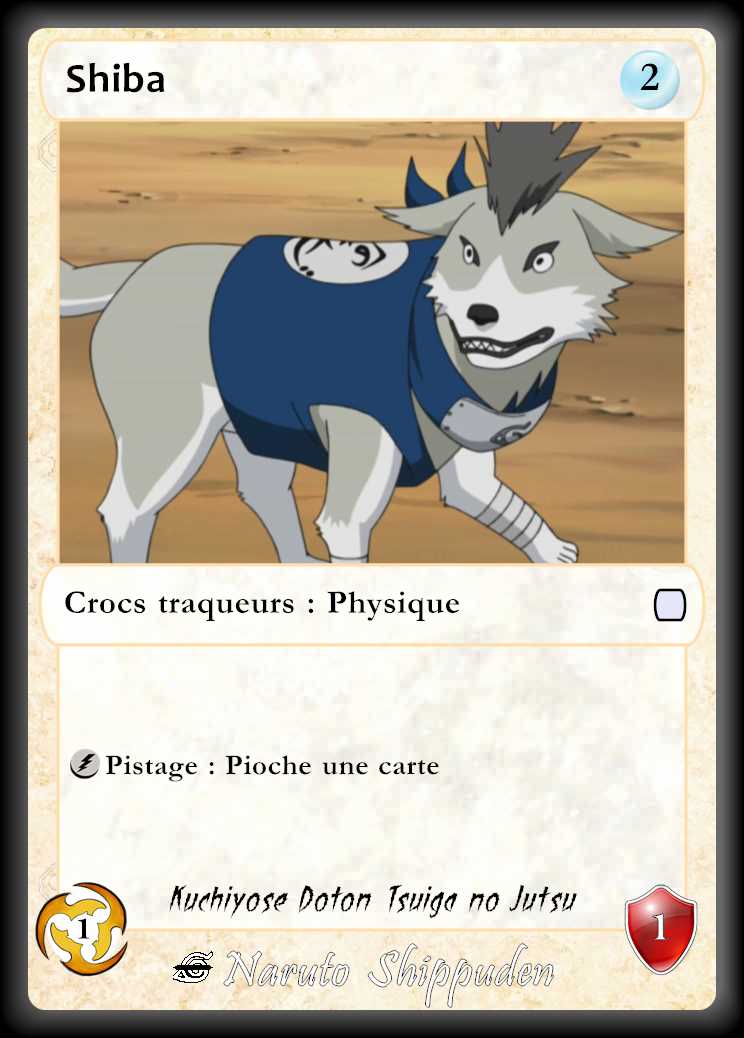 Shiba
2
Crocs traqueurs : Physique
Pistage : Pioche une carte
Kuchiyose Doton Tsuiga no Jutsu
1
1
Naruto Shippuden